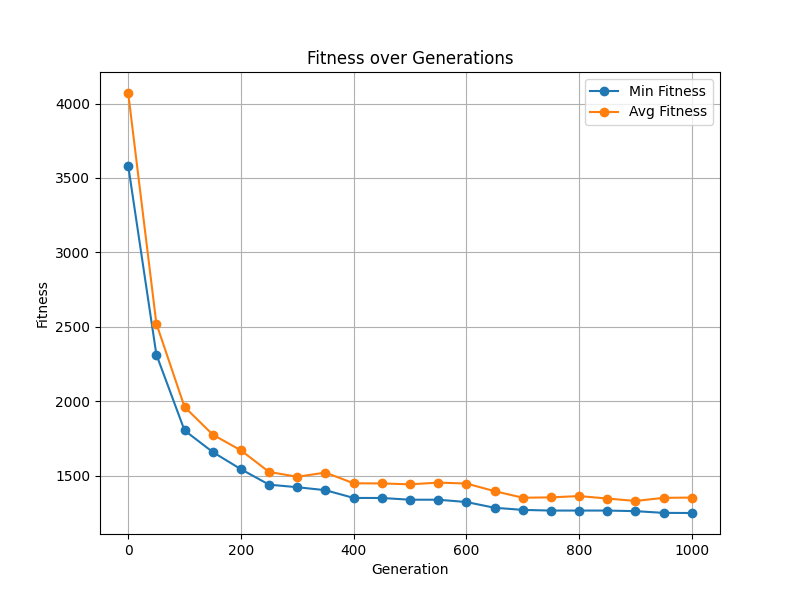 Fitness over Generations
Min Fitness
Avg Fitness
4000
3500
3000
2500
2000
1500
Fitness
0 200 400 600 800 1000
Generation